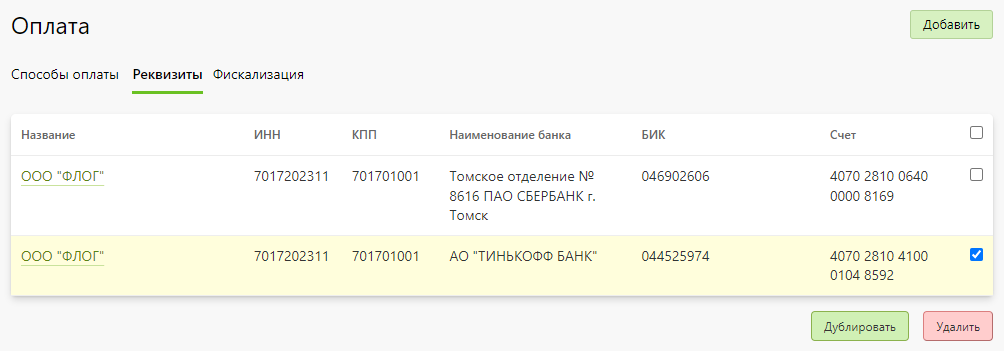 Оплата
Добавить
Способы оплаты Реквизиты Фискализация
Название ИНН КПП Наименование банка БИК Счет
ООО "ФЛОГ" 7017202311 701701001 Томское отделение № 046902606 4070 2810 0640
8616 ПАО СБЕРБАНК г. 0000 8169
Томск
ООО "ФЛОГ" 7017202311 701701001 АО "ТИНЬКОФФ БАНК" 044525974 4070 2810 4100
0104 8592
Дублировать Удалить